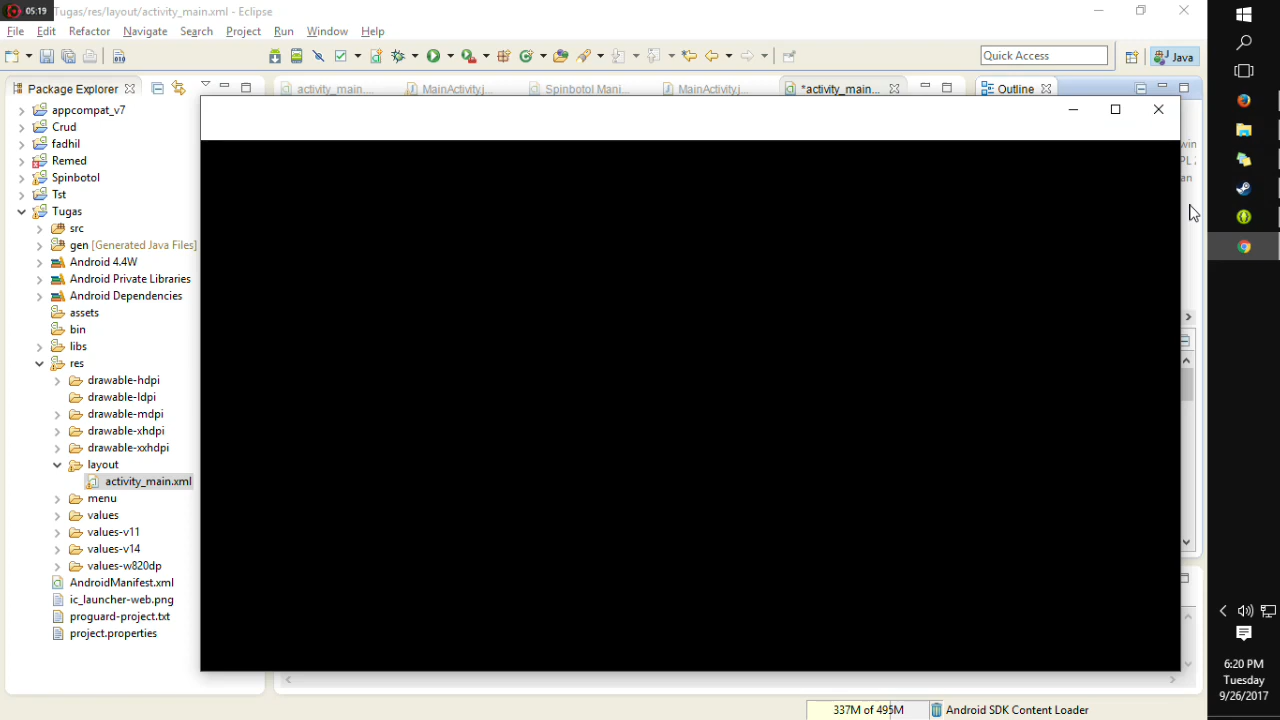 05:19
Tugas/res/layout/activity_main.xml - Eclipse
File Edit Refactor Navigate Search Project Run Window Help
Quick Access
Java
Package Explorer
activity_main....
MainActivity.j...
Spinbotol Mani...
MainActivity.j...
*activity_main...
Outline
appcompat_v7
Crud
fadhil
Remed
Spinbotol
Tst
Tugas
src
gen [Generated Java Files]
Android 4.4W
Android Private Libraries
Android Dependencies
assets
bin
libs
res
drawable-hdpi
drawable-ldpi
drawable-mdpi
drawable-xhdpi
drawable-xxhdpi
layout
activity_main.xml
menu
values
values-v11
values-v14
values-w820dp
AndroidManifest.xml
ic_launcher-web.png
proguard-project.txt
project.properties
337M of 495M
Android SDK Content Loader
6:20 PM
Tuesday
9/26/2017